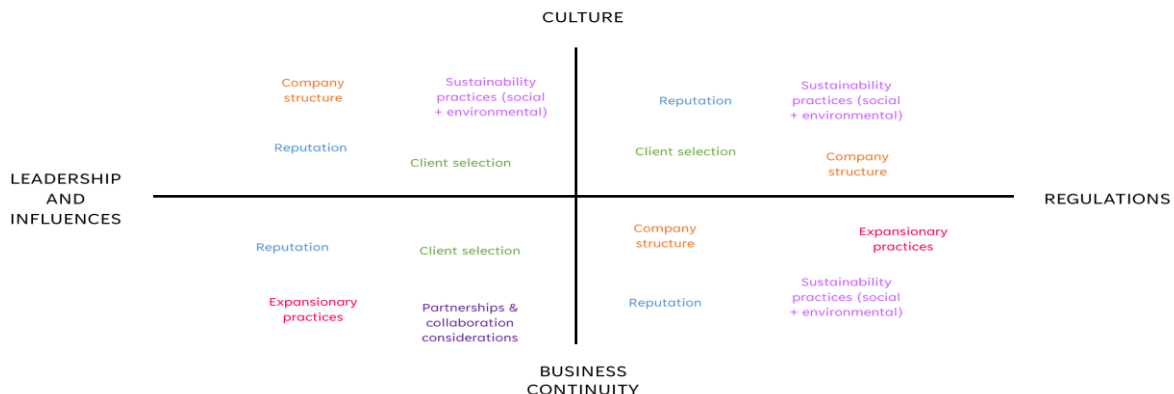 CULTURE
Company
structure
Sustainability
practices (social
+ environmental)
Reputation
Sustainability
practices (social
+ environmental)
Reputation
Client selection
Client selection
Company
structure
LEADERSHIP
AND
INFLUENCES
REGULATIONS
Reputation
Client selection
Company
structure
Expansionary
practices
Expansionary
practices
Partnerships &
collaboration
considerations
Reputation
Sustainability
practices (social
+ environmental)
BUSINESS
CONTINUITY